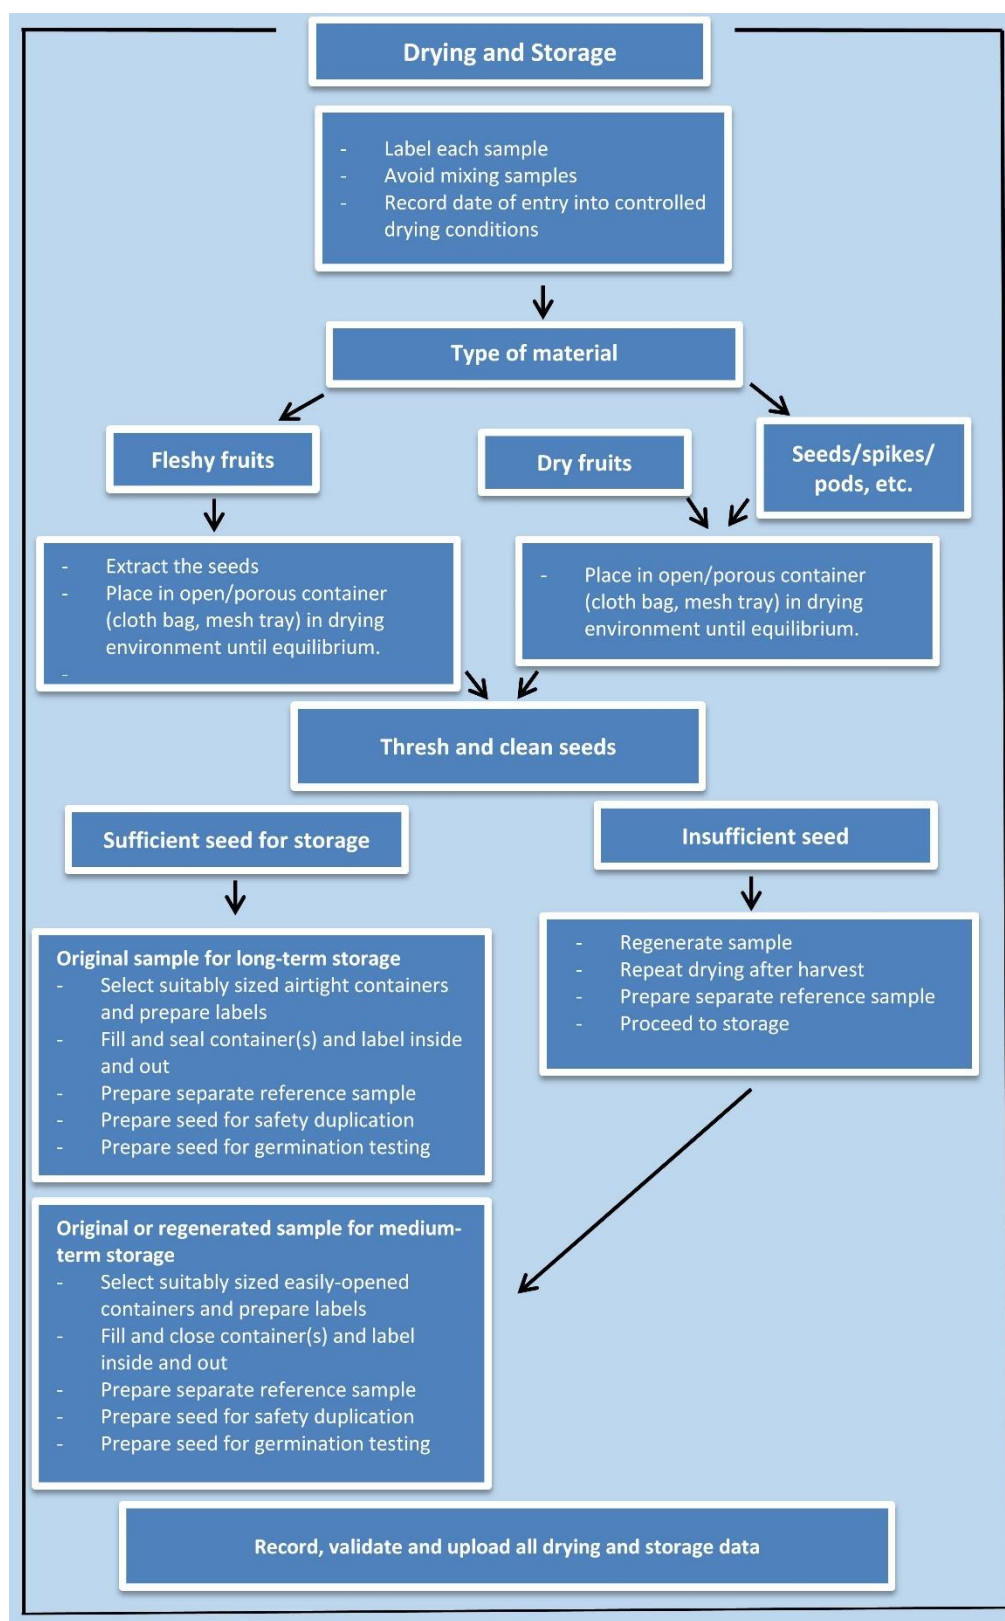 Drying and Storage
- Label each sample
- Avoid mixing samples
- Record date of entry into controlled
drying conditions
Type of material
Fleshy fruits
Dry fruits
Seeds/spikes/
pods, etc.
- Extract the seeds
- Place in open/porous container
(cloth bag, mesh tray) in drying
environment until equilibrium.
-
- Place in open/porous container
(cloth bag, mesh tray) in drying
environment until equilibrium.
Thresh and clean seeds
Sufficient seed for storage
Insufficient seed
Original sample for long-term storage
- Select suitably sized airtight containers
and prepare labels
- Fill and seal container(s) and label inside
and out
- Prepare separate reference sample
- Prepare seed for safety duplication
- Prepare seed for germination testing
- Regenerate sample
- Repeat drying after harvest
- Prepare separate reference sample
- Proceed to storage
Original or regenerated sample for medium-
term storage
- Select suitably sized easily-opened
containers and prepare labels
- Fill and close container(s) and label
inside and out
- Prepare separate reference sample
- Prepare seed for safety duplication
- Prepare seed for germination testing
Record, validate and upload all drying and storage data